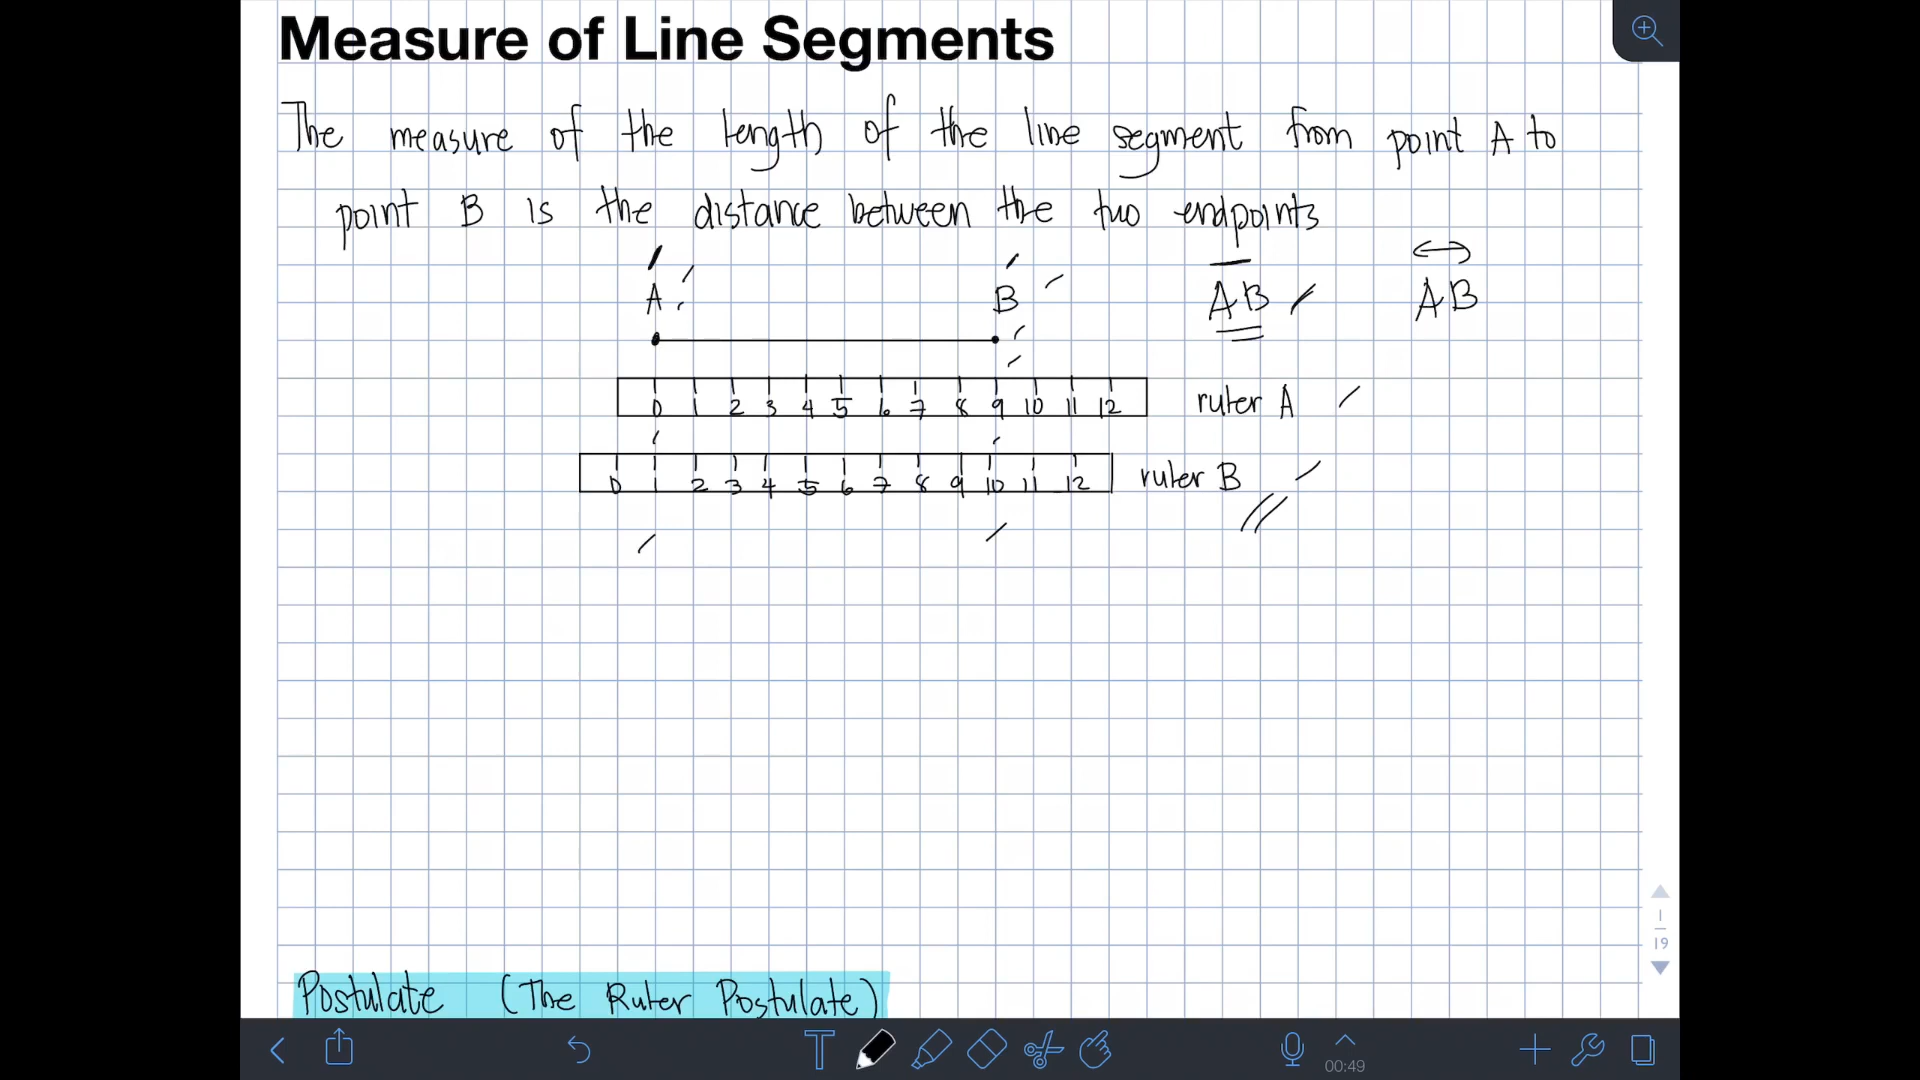 Measure of Line Segments
The measure of the length of the line segment from point A to
point B is the distance between the two endpoints
A B AB AB
0 1 2 3 4 5 6 7 8 9 10 11 12 ruler A
0 1 2 3 4 5 6 7 8 9 10 11 12 ruler B
1
19
Postulate (The Ruler Postulate)
T
00:49